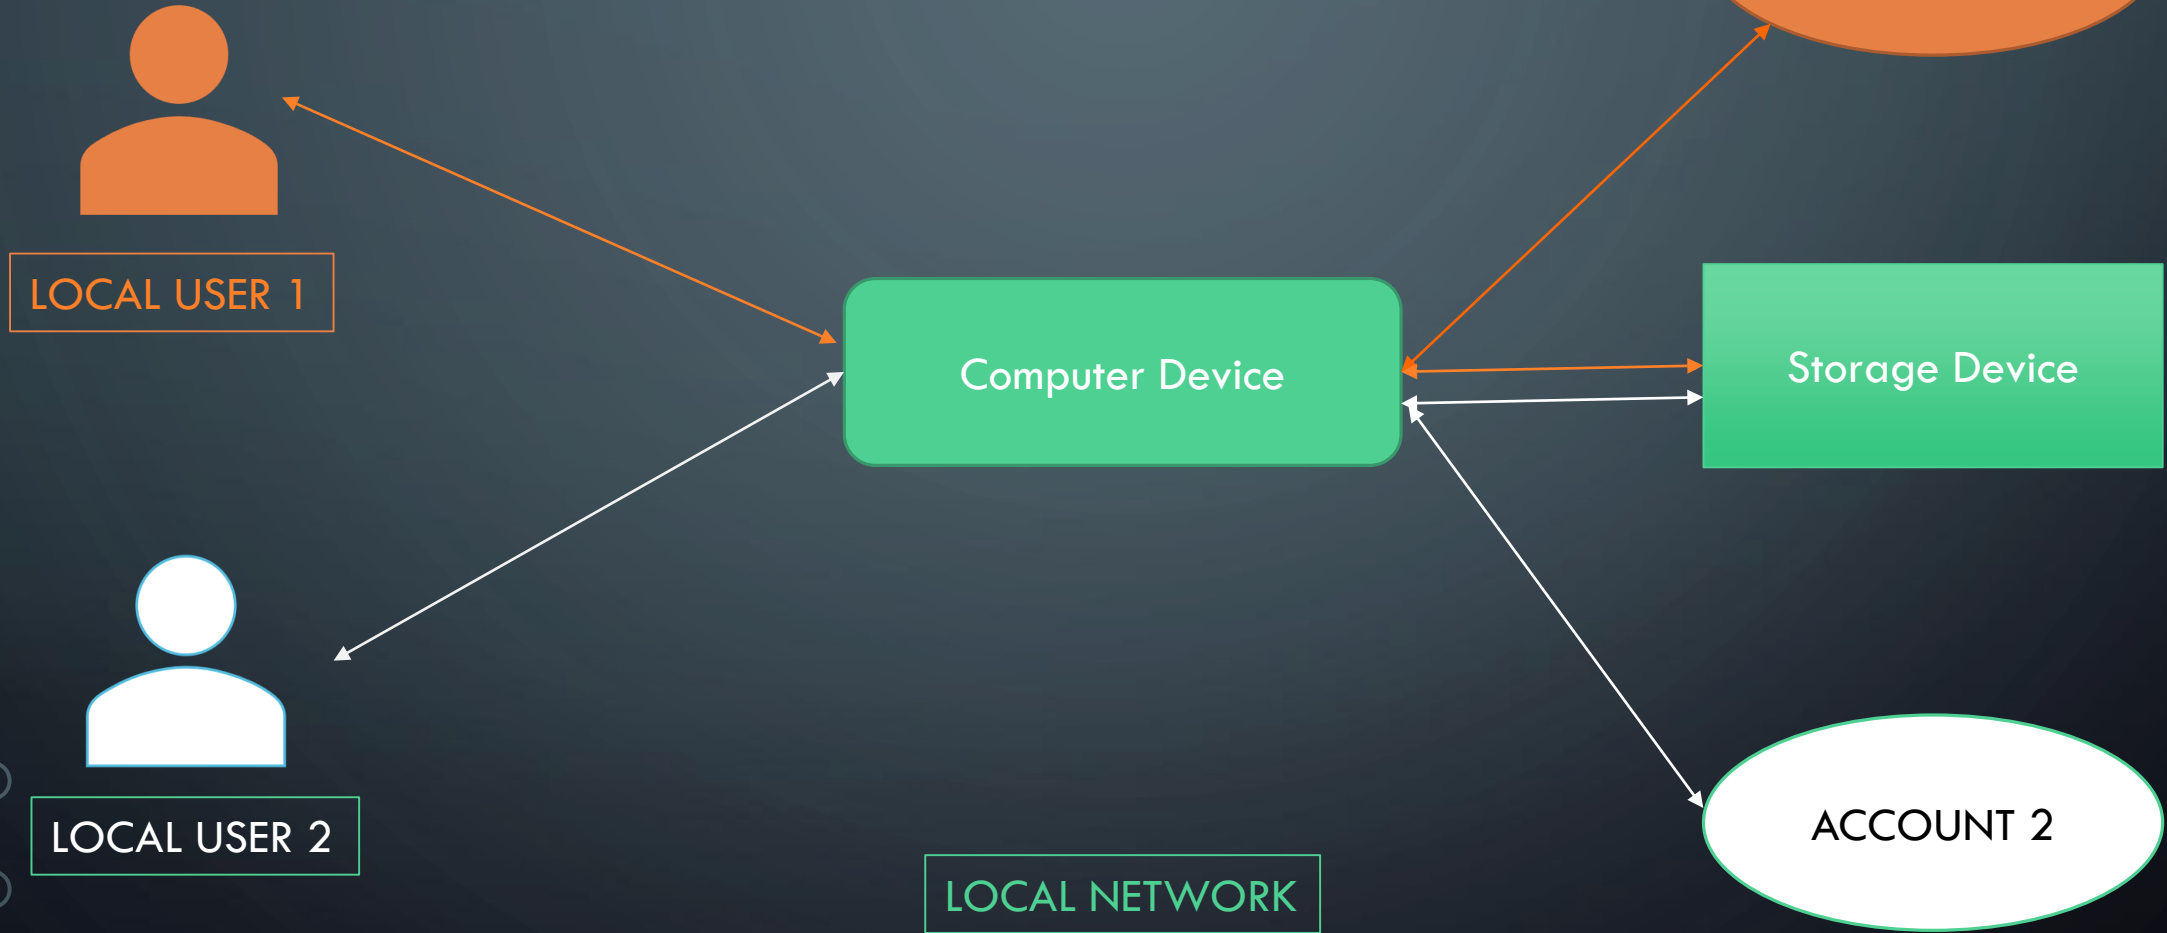 LOCAL USER 1
Computer Device
Storage Device
LOCAL USER 2
ACCOUNT 2
LOCAL NETWORK